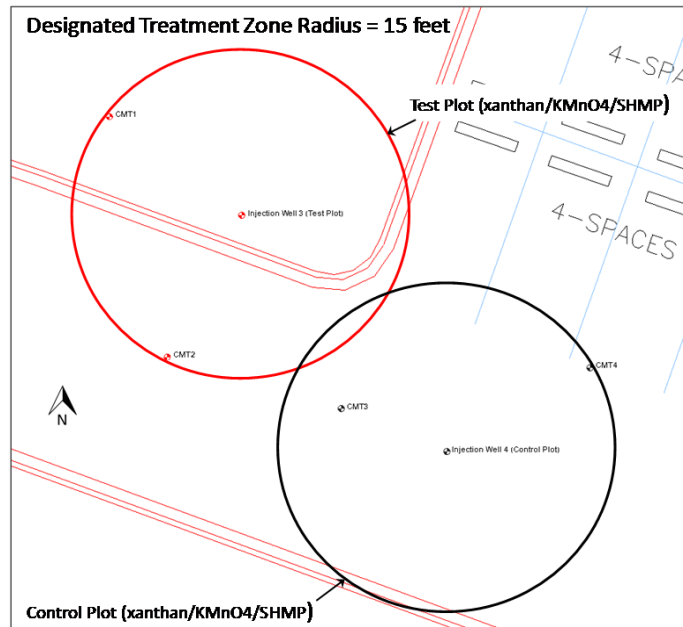 Designated Treatment Zone Radius = 15 feet
4-SPA
Test Plot (xanthan/KMnO4/SHMP)
CMT1
Injection Well 3 (Test Plot)
4-SPACES
CMT2
CMT4
N
CMT3
Injection Well 4 (Control Plot)
Control Plot (xanthan/KMnO4/SHMP)